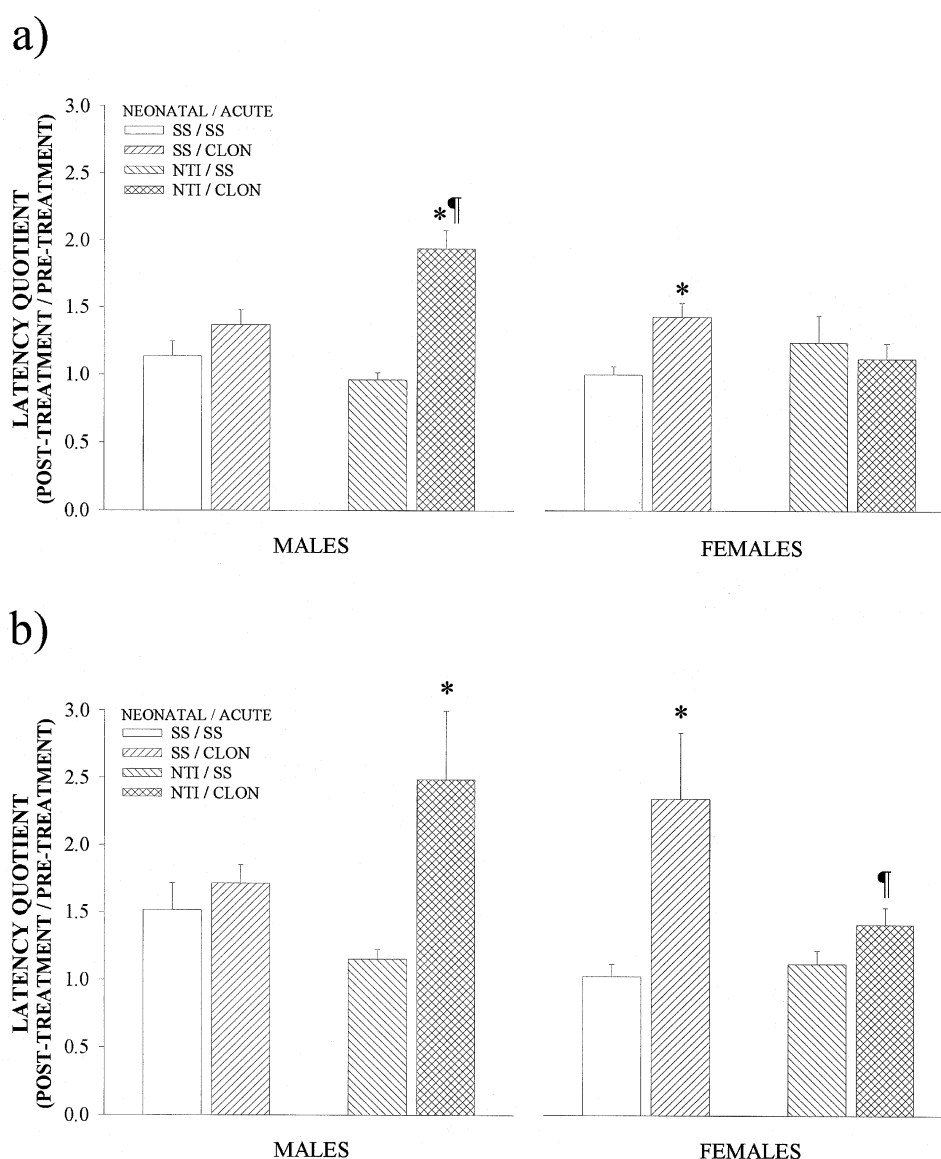 a)
LATENCY QUOTIENT
(POST-TREATMENT / PRE-TREATMENT)
3.0
2.5
2.0
1.5
1.0
0.5
0.0
NEONATAL / ACUTE
SS / SS
SS / CLON
NTI / SS
NTI / CLON
*¶
*
MALES
FEMALES
b)
LATENCY QUOTIENT
(POST-TREATMENT / PRE-TREATMENT)
3.0
2.5
2.0
1.5
1.0
0.5
0.0
NEONATAL / ACUTE
SS / SS
SS / CLON
NTI / SS
NTI / CLON
*
*
¶
MALES
FEMALES